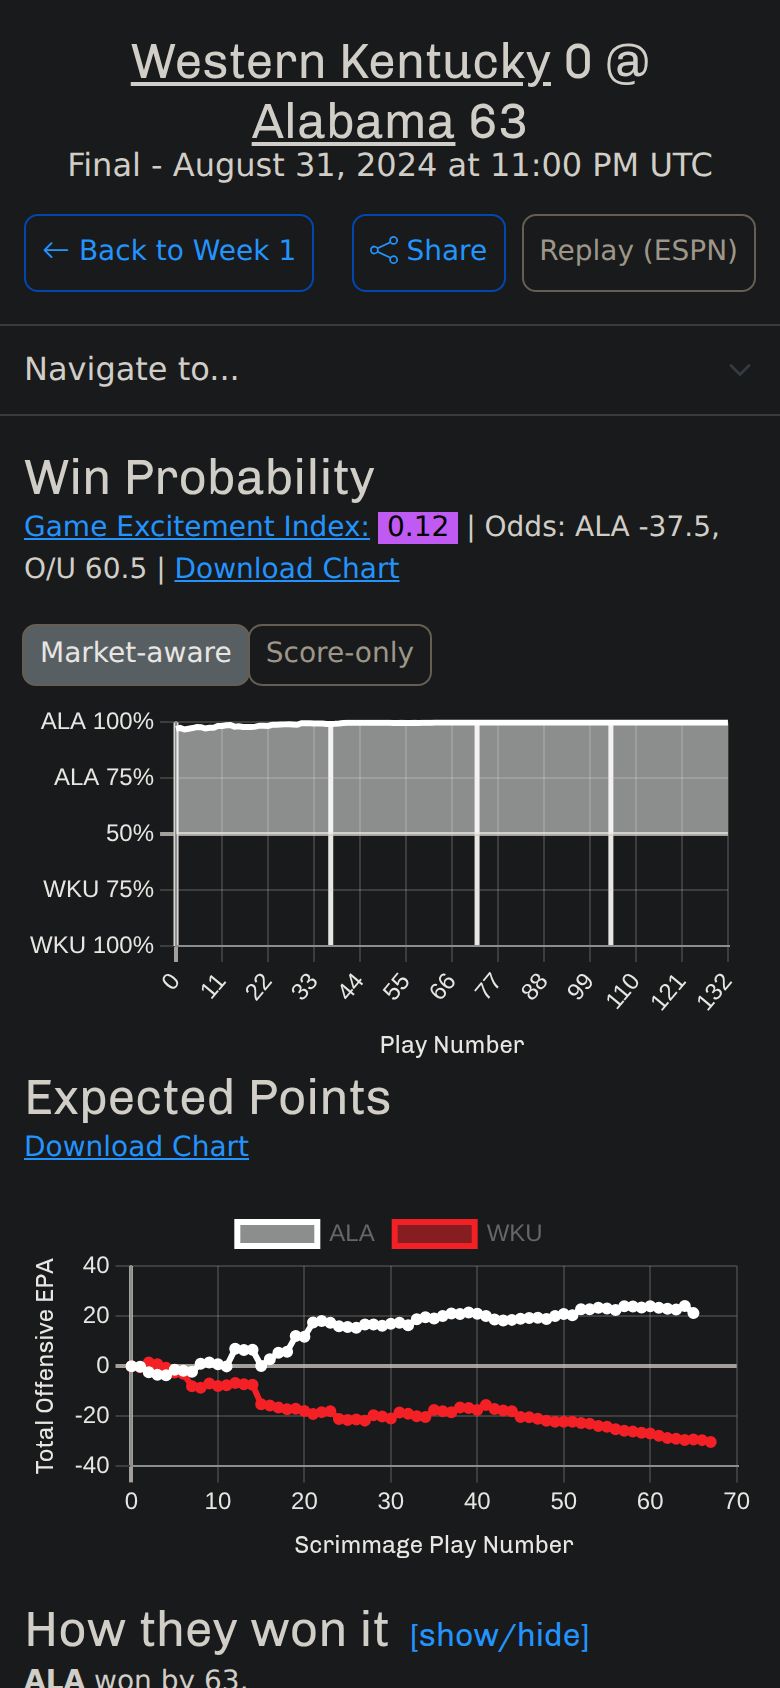 Western Kentucky 0 @
Alabama 63
Final - August 31, 2024 at 11:00 PM UTC
← Back to Week 1
Share
Replay (ESPN)
Navigate to...
Win Probability
Game Excitement Index: 0.12 | Odds: ALA -37.5,
O/U 60.5 | Download Chart
Market-aware
Score-only
ALA 100%
ALA 75%
50%
WKU 75%
WKU 100%
0 11 22 33 44 55 66 77 88 99 110 121 132
Play Number
Expected Points
Download Chart
ALA WKU
Total Offensive EPA
40
20
0
-20
-40
0 10 20 30 40 50 60 70
Scrimmage Play Number
How they won it [show/hide]
ALA won by 63.